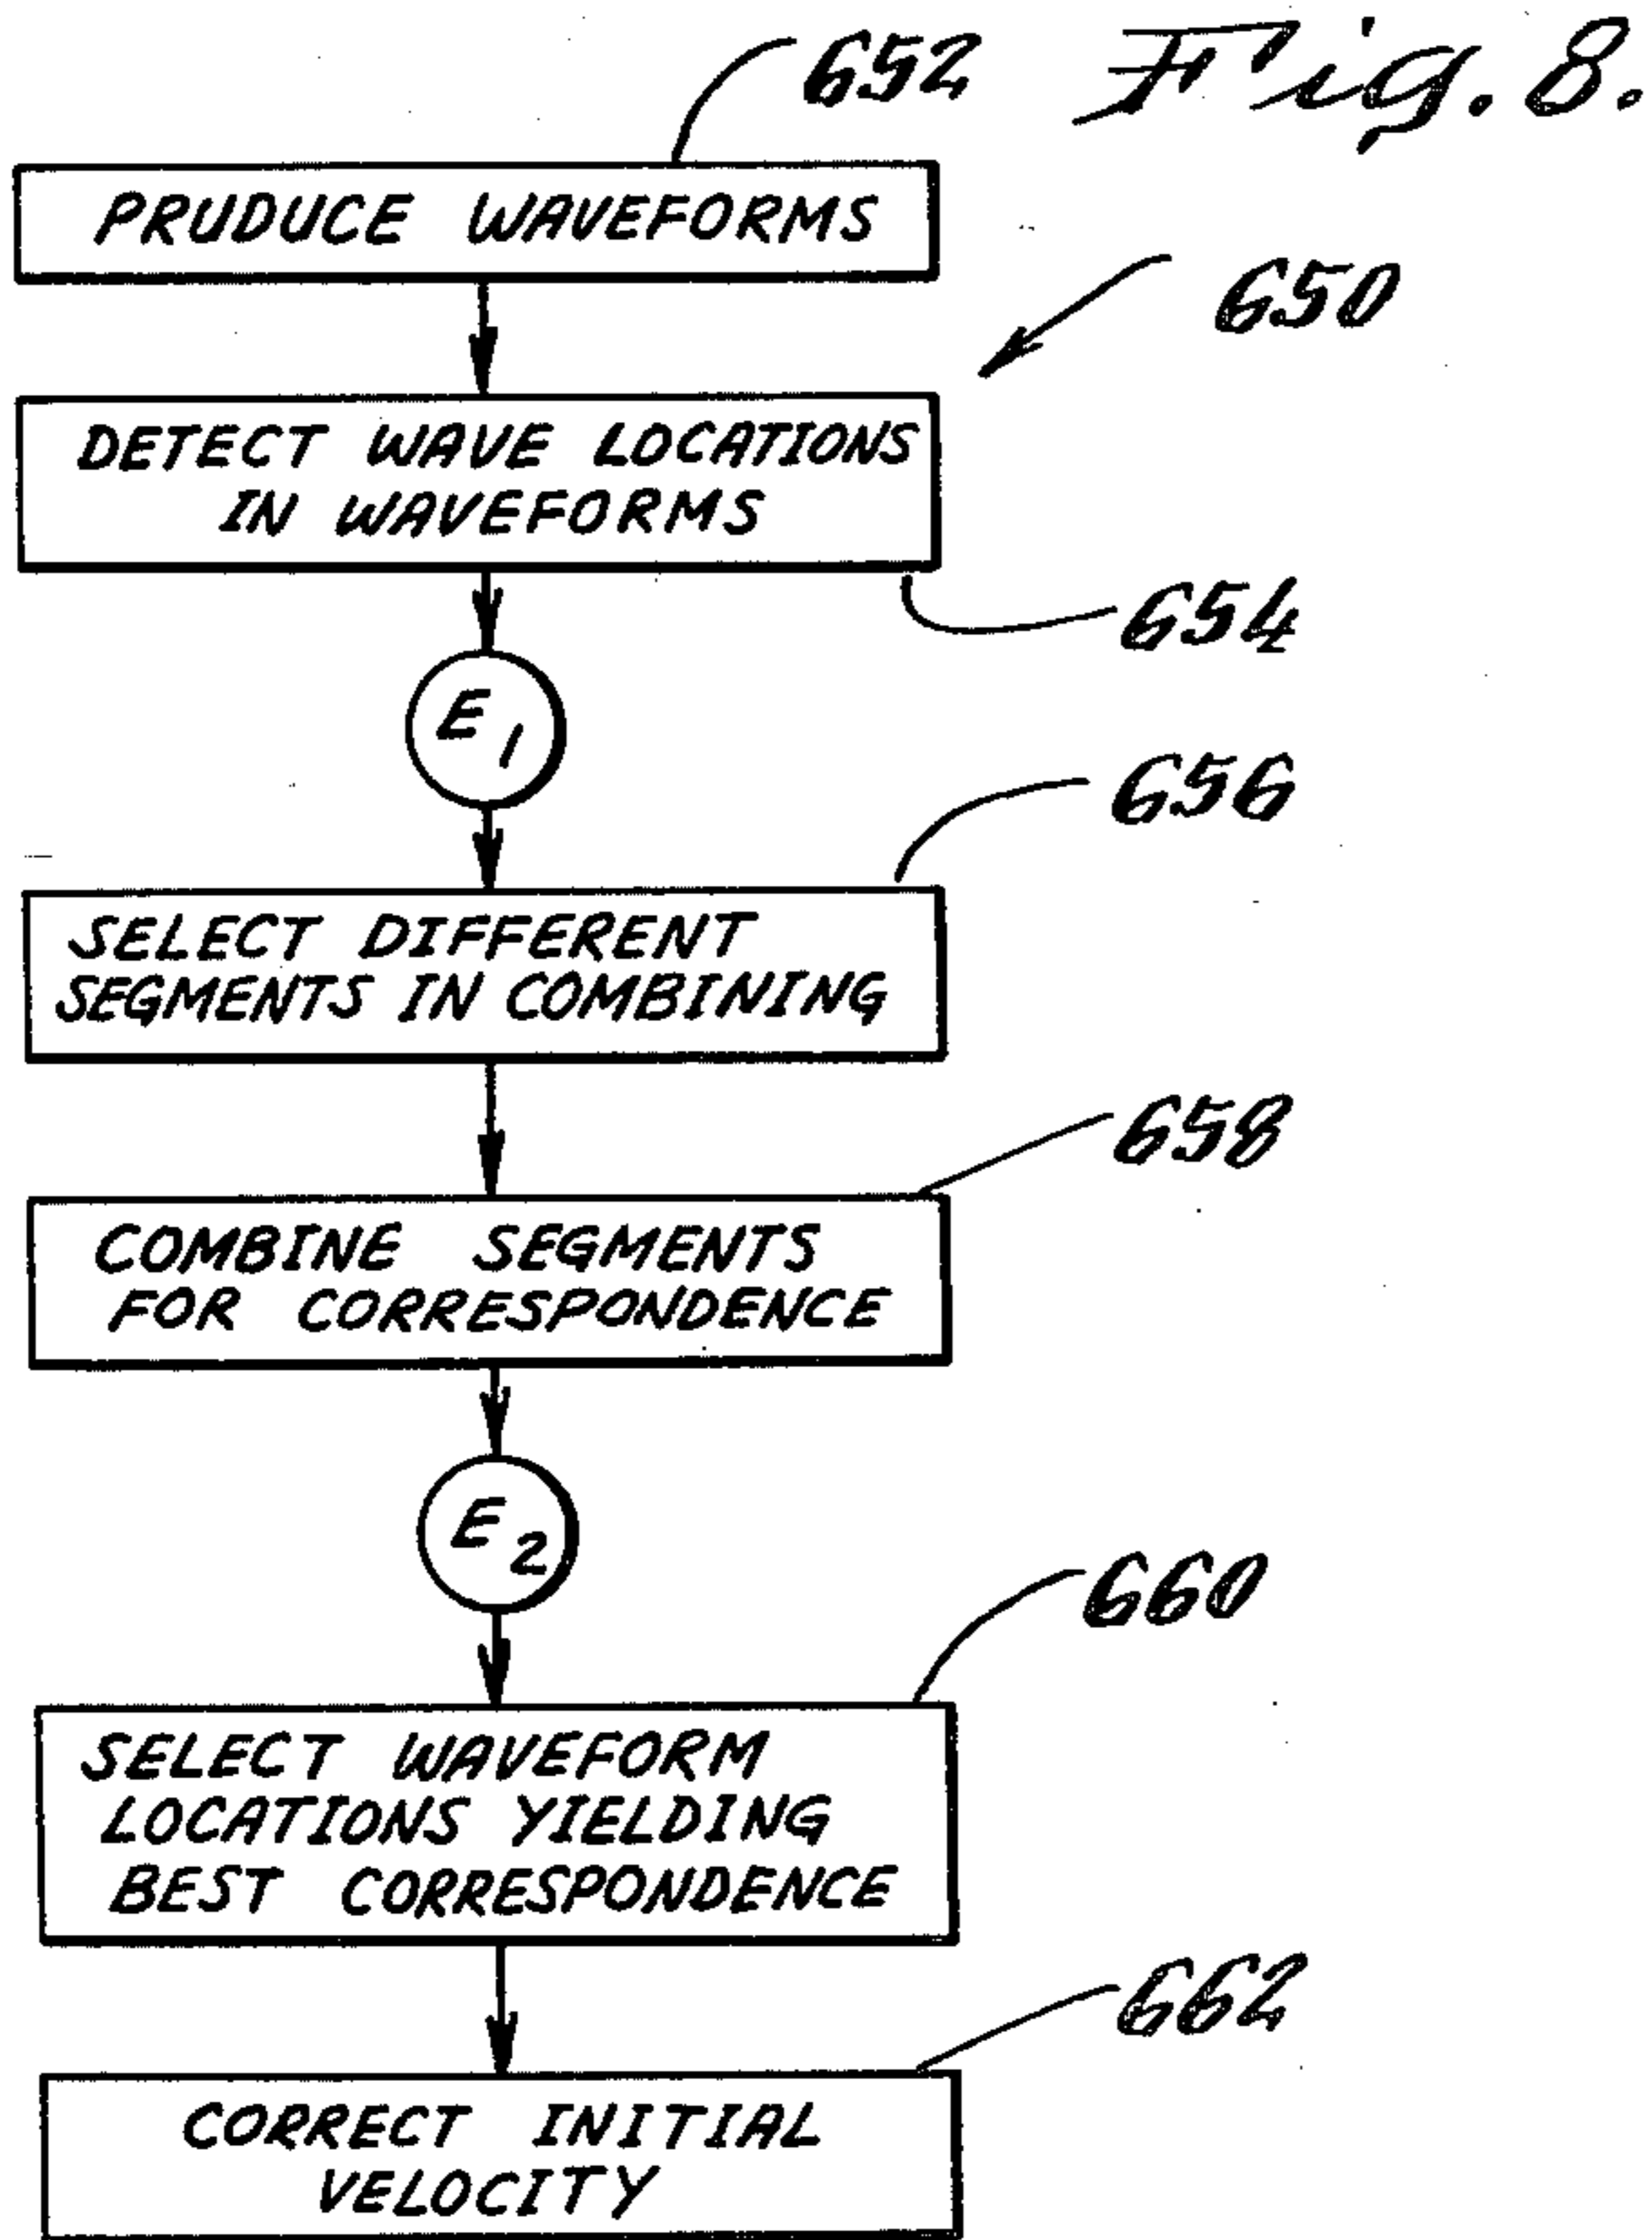 652
Fig. 8.
PRUDUCE WAVEFORMS
650
DETECT WAVE LOCATIONS
IN WAVEFORMS
654
E1
656
SELECT DIFFERENT
SEGMENTS IN COMBINING
658
COMBINE SEGMENTS
FOR CORRESPONDENCE
E2
660
SELECT WAVEFORM
LOCATIONS YIELDING
BEST CORRESPONDENCE
662
CORRECT INITIAL
VELOCITY